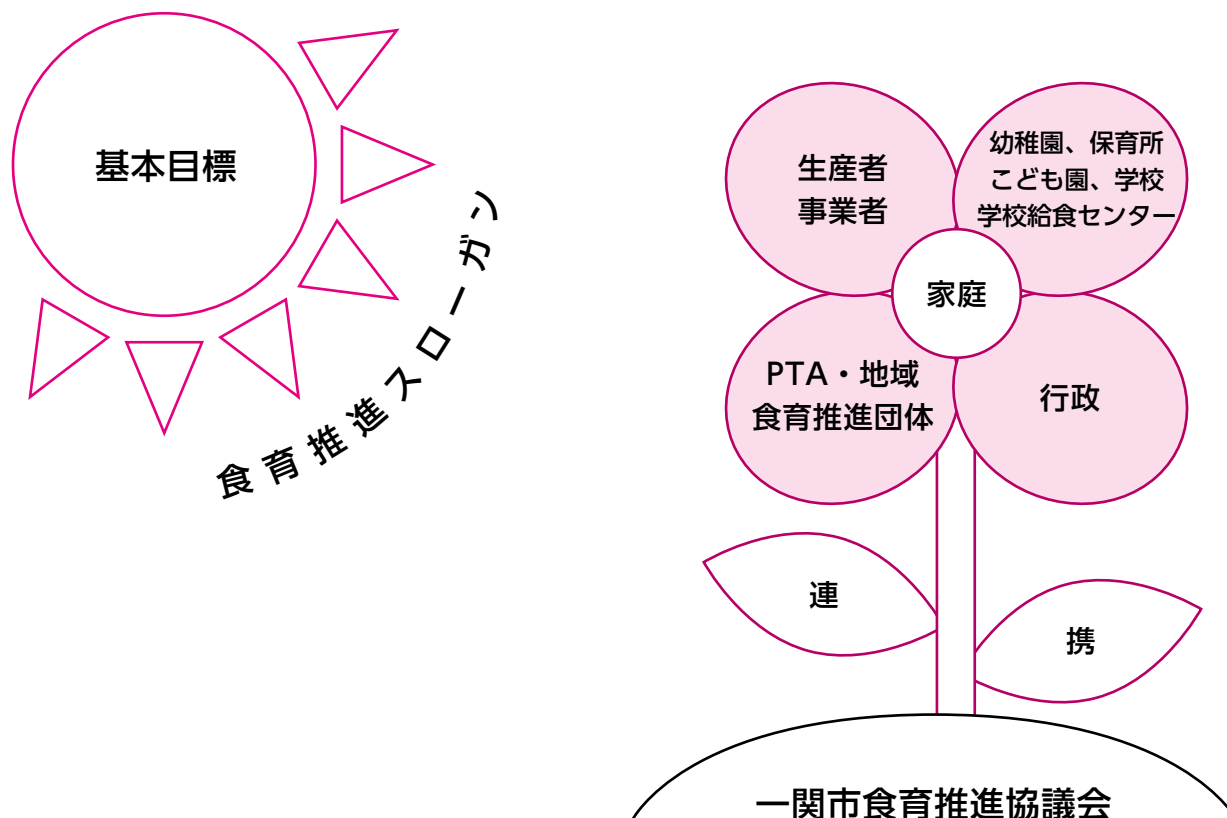 基本目標
食育推進スローガン
生産者
事業者
幼稚園、保育所
こども園、学校
学校給食センター
家庭
PTA・地域
食育推進団体
行政
連
携
一関市食育推進協議会